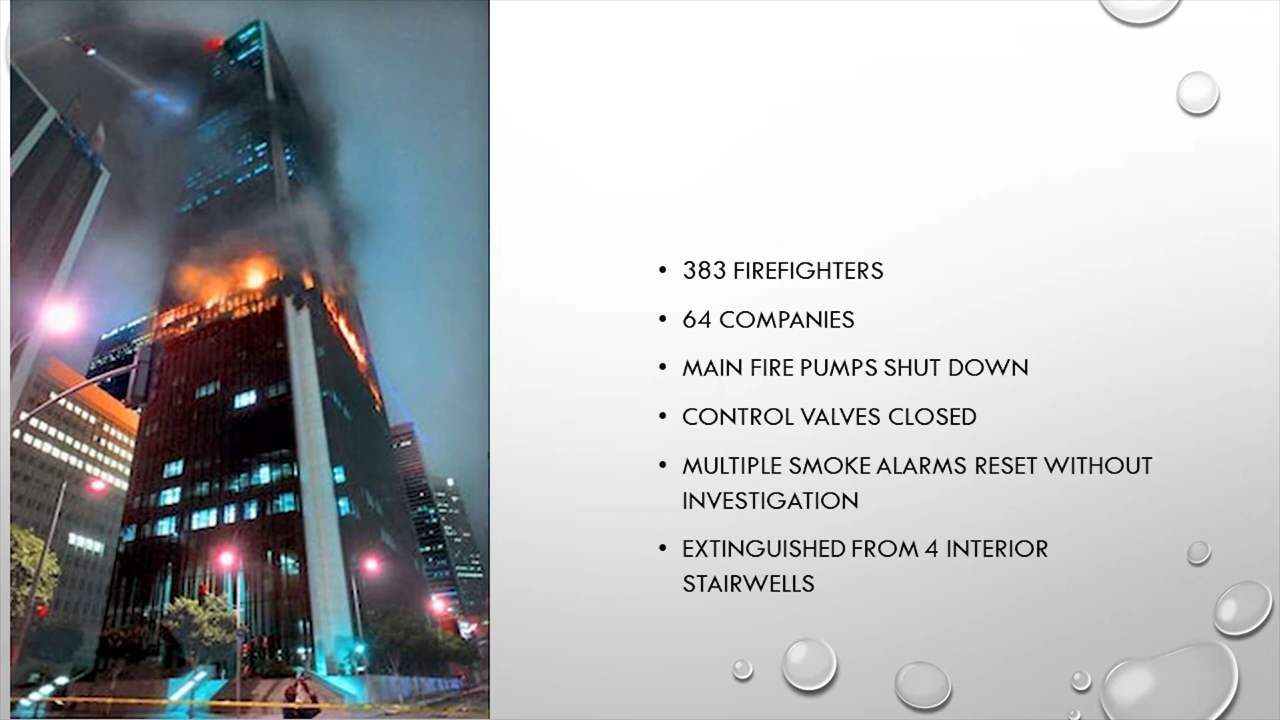 • 383 FIREFIGHTERS
• 64 COMPANIES
• MAIN FIRE PUMPS SHUT DOWN
• CONTROL VALVES CLOSED
• MULTIPLE SMOKE ALARMS RESET WITHOUT
INVESTIGATION
• EXTINGUISHED FROM 4 INTERIOR
STAIRWELLS